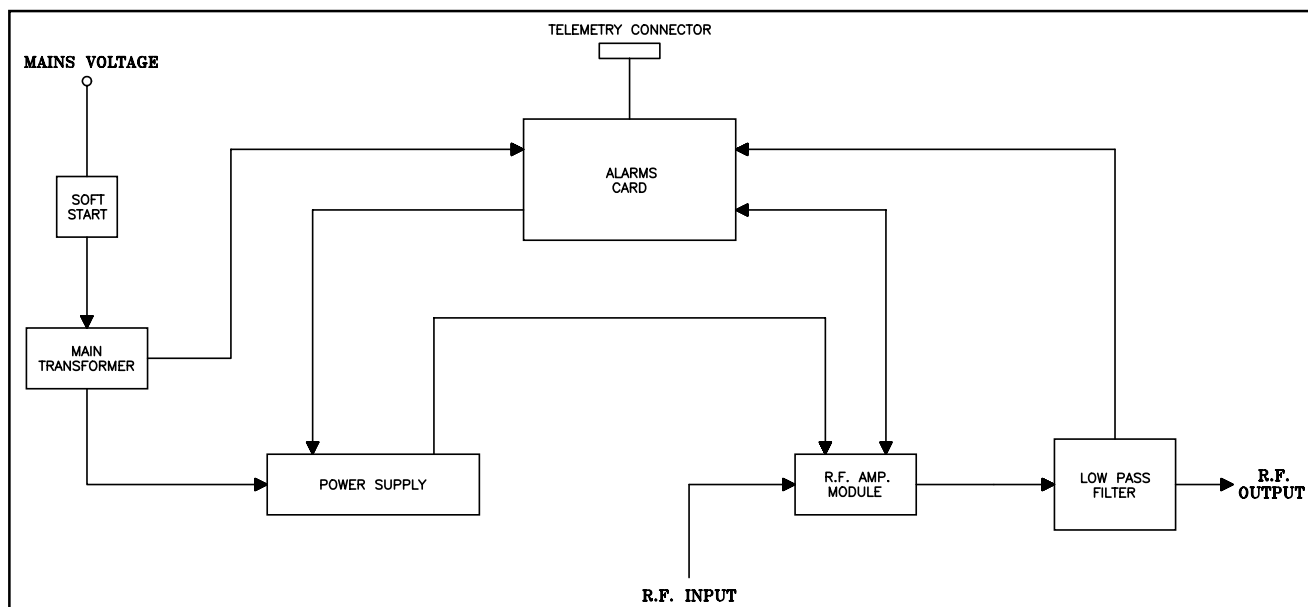 TELEMETRY CONNECTOR
MAINS VOLTAGE
ALARMS
CARD
SOFT
START
MAIN
TRANSFORMER
POWER SUPPLY
R.F. AMP.
MODULE
LOW PASS
FILTER
R.F.
OUTPUT
R.F. INPUT